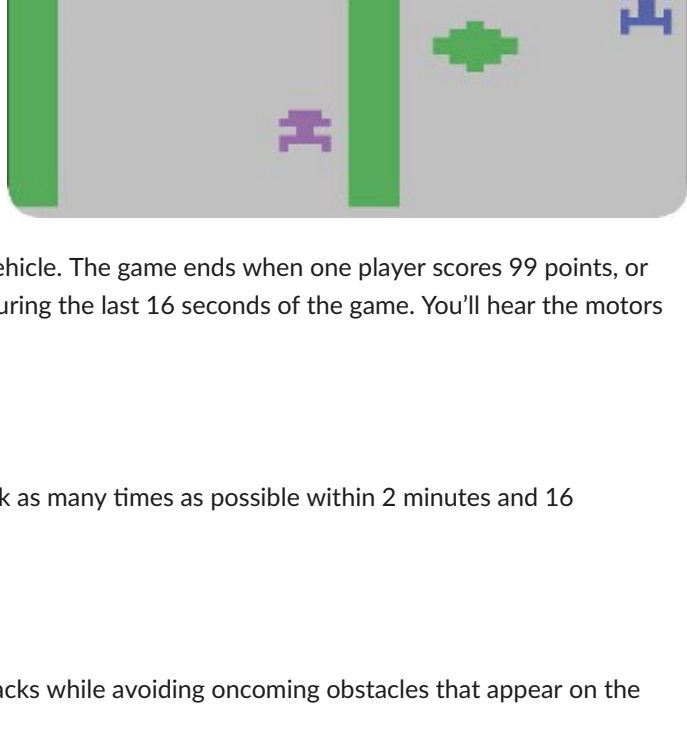 ehicle. The game ends when one player scores 99 points, or
uring the last 16 seconds of the game. You’ll hear the motors
k as many times as possible within 2 minutes and 16
acks while avoiding oncoming obstacles that appear on the